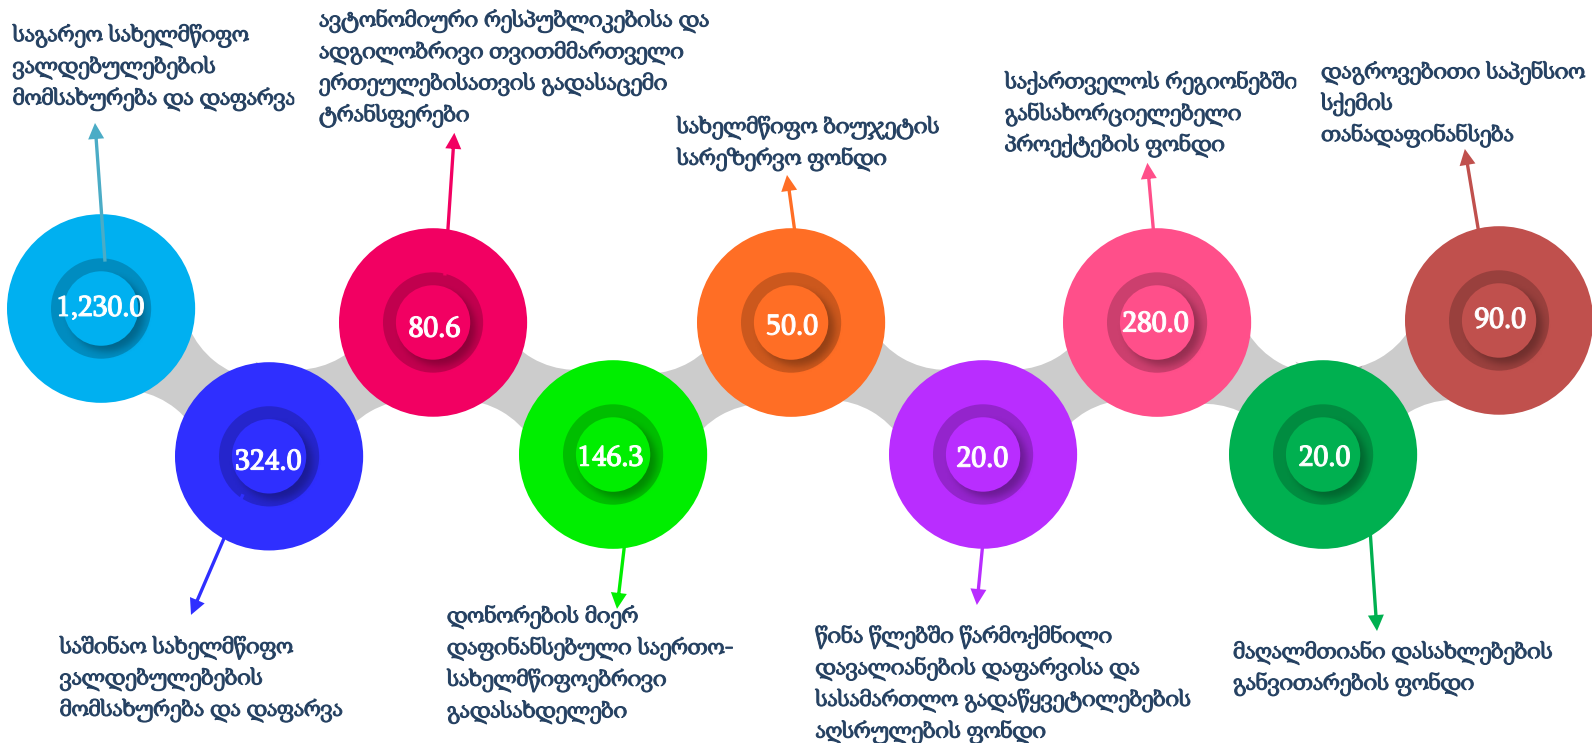 საგარეო სახელმწიფო
ვალდებულებების
მომსახურება და დაფარვა
ავტონომიური რესპუბლიკებისა და
ადგილობრივი თვითმმართველი
ერთეულებისათვის გადასაცემი
ტრანსფერები
სახელმწიფო ბიუჯეტის
სარეზერვო ფონდი
საქართველოს რეგიონებში
განსახორციელებელი
პროექტების ფონდი
დაგროვებითი საპენსიო
სქემის
თანადაფინანსება
1,230.0
80.6
50.0
280.0
90.0
324.0
146.3
20.0
20.0
საშინაო სახელმწიფო
ვალდებულებების
მომსახურება და დაფარვა
დონორების მიერ
დაფინანსებული საერთო-
სახელმწიფოებრივი
გადასახდელები
წინა წლებში წარმოქმნილი
დავალიანების დაფარვისა და
სასამართლო გადაწყვეტილებების
აღსრულების ფონდი
მაღალმთიანი დასახლებების
განვითარების ფონდი